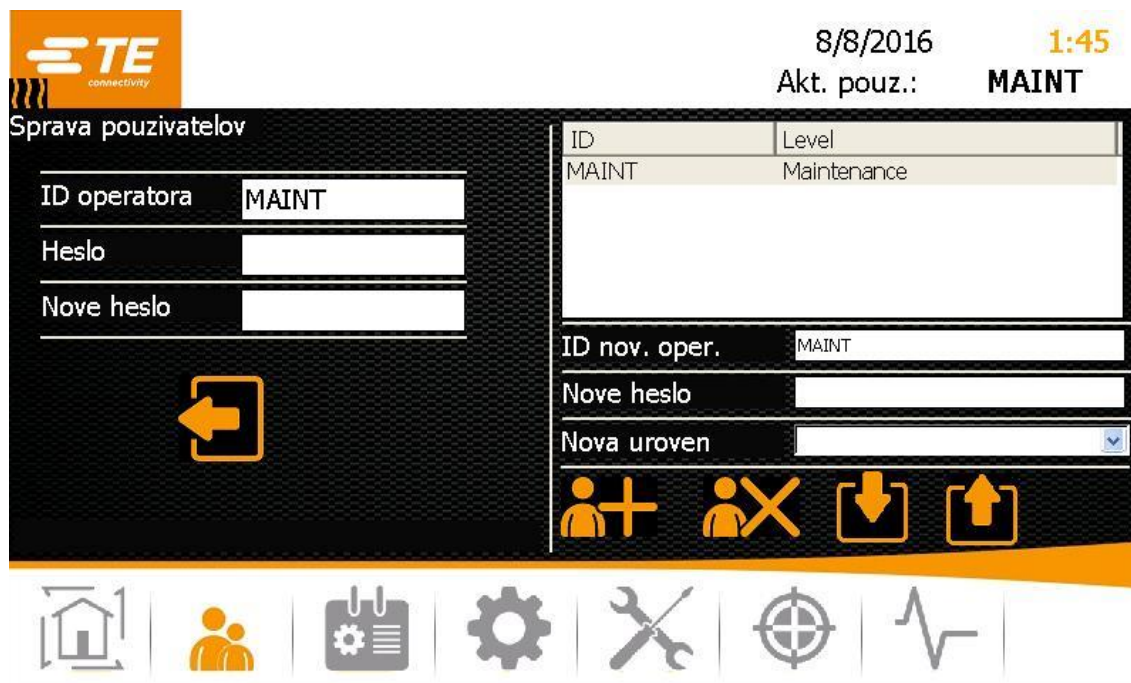 TE
connectivity
8/8/2016 1:45
Akt. pouz.: MAINT
Sprava pouzivatelov
ID operatora MAINT
Heslo
Nove heslo
ID Level
MAINT Maintenance
ID nov. oper. MAINT
Nove heslo
Nova uroven